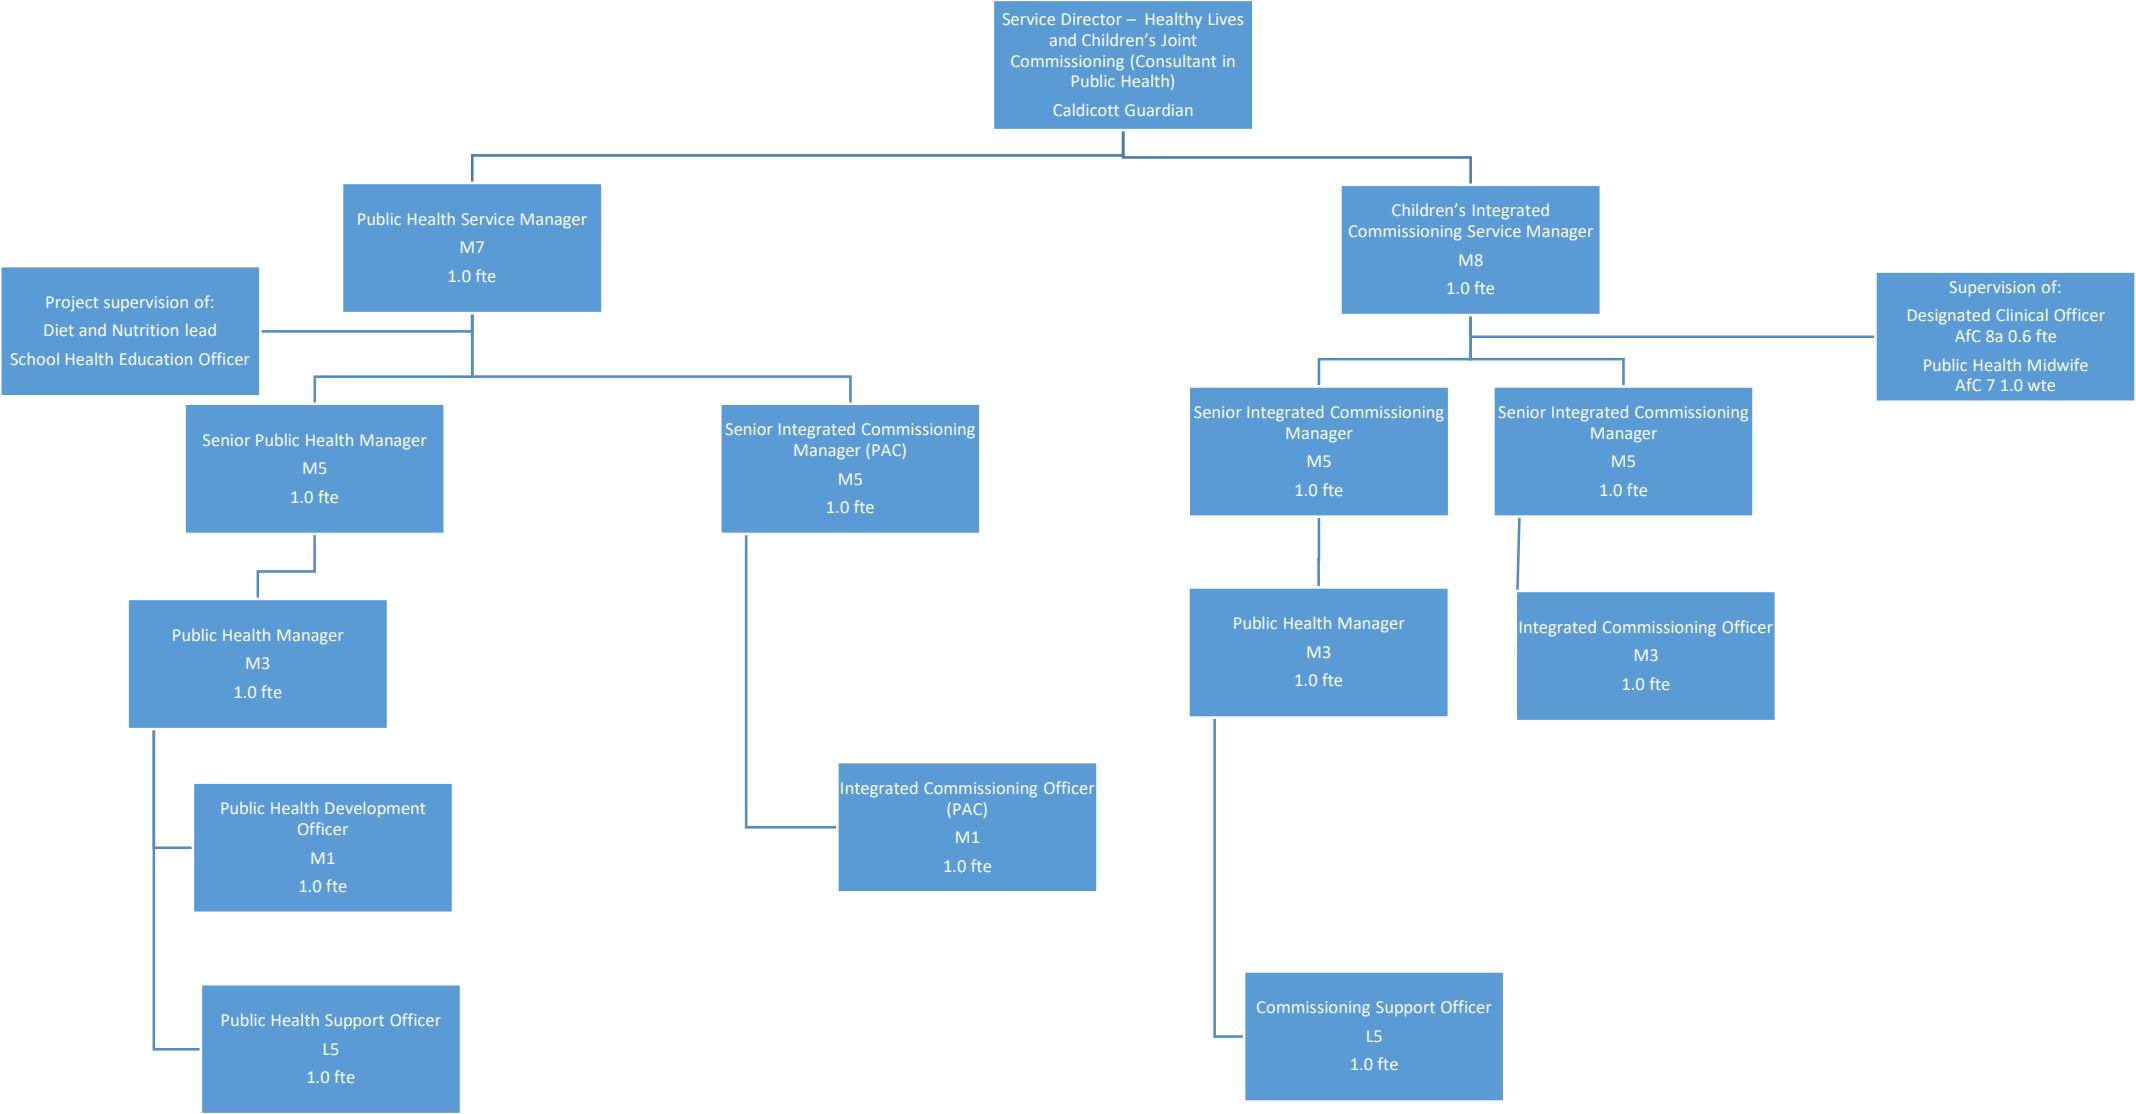 Service Director –  Healthy Lives
and Children’s Joint
Commissioning (Consultant in
Public Health)
Caldicott Guardian
Public Health Service Manager
M7
1.0 fte
Children’s Integrated
Commissioning Service Manager
M8
1.0 fte
Project supervision of:
Diet and Nutrition lead
School Health Education Officer
Supervision of:
Designated Clinical Officer
AfC 8a 0.6 fte
Public Health Midwife
AfC 7 1.0 wte
Senior Public Health Manager
M5
1.0 fte
Senior Integrated Commissioning
Manager (PAC)
M5
1.0 fte
Senior Integrated Commissioning
Manager
M5
1.0 fte
Senior Integrated Commissioning
Manager
M5
1.0 fte
Public Health Manager
M3
1.0 fte
Public Health Manager
M3
1.0 fte
Integrated Commissioning Officer
M3
1.0 fte
Public Health Development
Officer
M1
1.0 fte
Integrated Commissioning Officer
(PAC)
M1
1.0 fte
Public Health Support Officer
L5
1.0 fte
Commissioning Support Officer
L5
1.0 fte